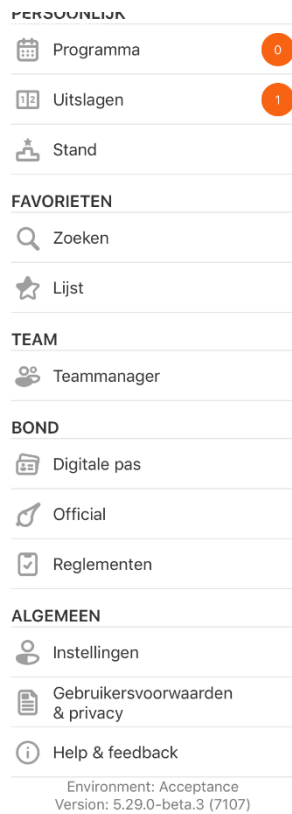 PERSOONLIJK
Programma
0
Uitslagen
1
Stand
FAVORIETEN
Zoeken
Lijst
TEAM
Teammanager
BOND
Digitale pas
Official
Reglementen
ALGEMEEN
Instellingen
Gebruikersvoorwaarden
& privacy
Help & feedback
Environment: Acceptance
Version: 5.29.0-beta.3 (7107)